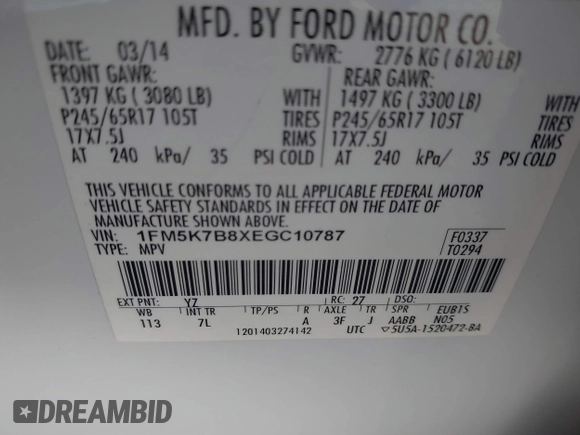 MFD. BY FORD MOTOR CO.
DATE: 03/14 GVWR: 2776 KG ( 6120 LB)
FRONT GAWR: REAR GAWR:
1397 KG ( 3080 LB) WITH 1497 KG ( 3300 LB) WITH
P245/65R17 105T TIRES P245/65R17 105T TIRES
17X7.5J RIMS 17X7.5J RIMS
AT 240 kPa/ 35 PSI COLD AT 240 kPa/ 35 PSI COLD
THIS VEHICLE CONFORMS TO ALL APPLICABLE FEDERAL MOTOR
VEHICLE SAFETY STANDARDS IN EFFECT ON THE DATE OF
MANUFACTURE SHOWN ABOVE.
VIN: 1FM5K7B8XEGC10787 F0337
TYPE: MPV T0294
EXT PNT: YZ RC: 27 DSO:
WB INT TR TP/PS R AXLE TR SPR EUB1S
113 7L A 3F J AABB N05
1201403274142 UTC ▽5U5A-1520472-BA
DREAMBID